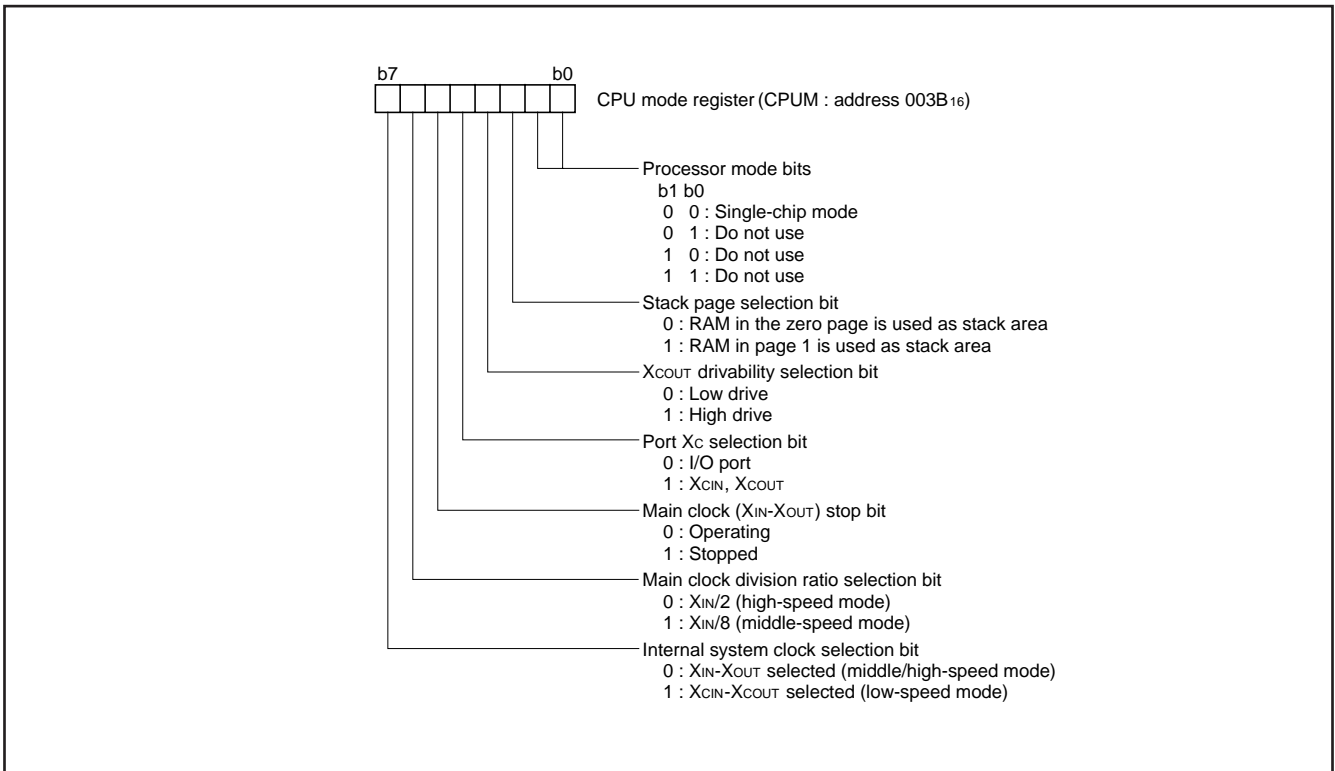 b7 b0
CPU mode register (CPUM : address 003B16)
Processor mode bits
b1 b0
0 0 : Single-chip mode
0 1 : Do not use
1 0 : Do not use
1 1 : Do not use
Stack page selection bit
0 : RAM in the zero page is used as stack area
1 : RAM in page 1 is used as stack area
XCOUT drivability selection bit
0 : Low drive
1 : High drive
Port XC selection bit
0 : I/O port
1 : XCIN, XCOUT
Main clock (XIN-XOUT) stop bit
0 : Operating
1 : Stopped
Main clock division ratio selection bit
0 : XIN/2 (high-speed mode)
1 : XIN/8 (middle-speed mode)
Internal system clock selection bit
0 : XIN-XOUT selected (middle/high-speed mode)
1 : XCIN-XCOUT selected (low-speed mode)